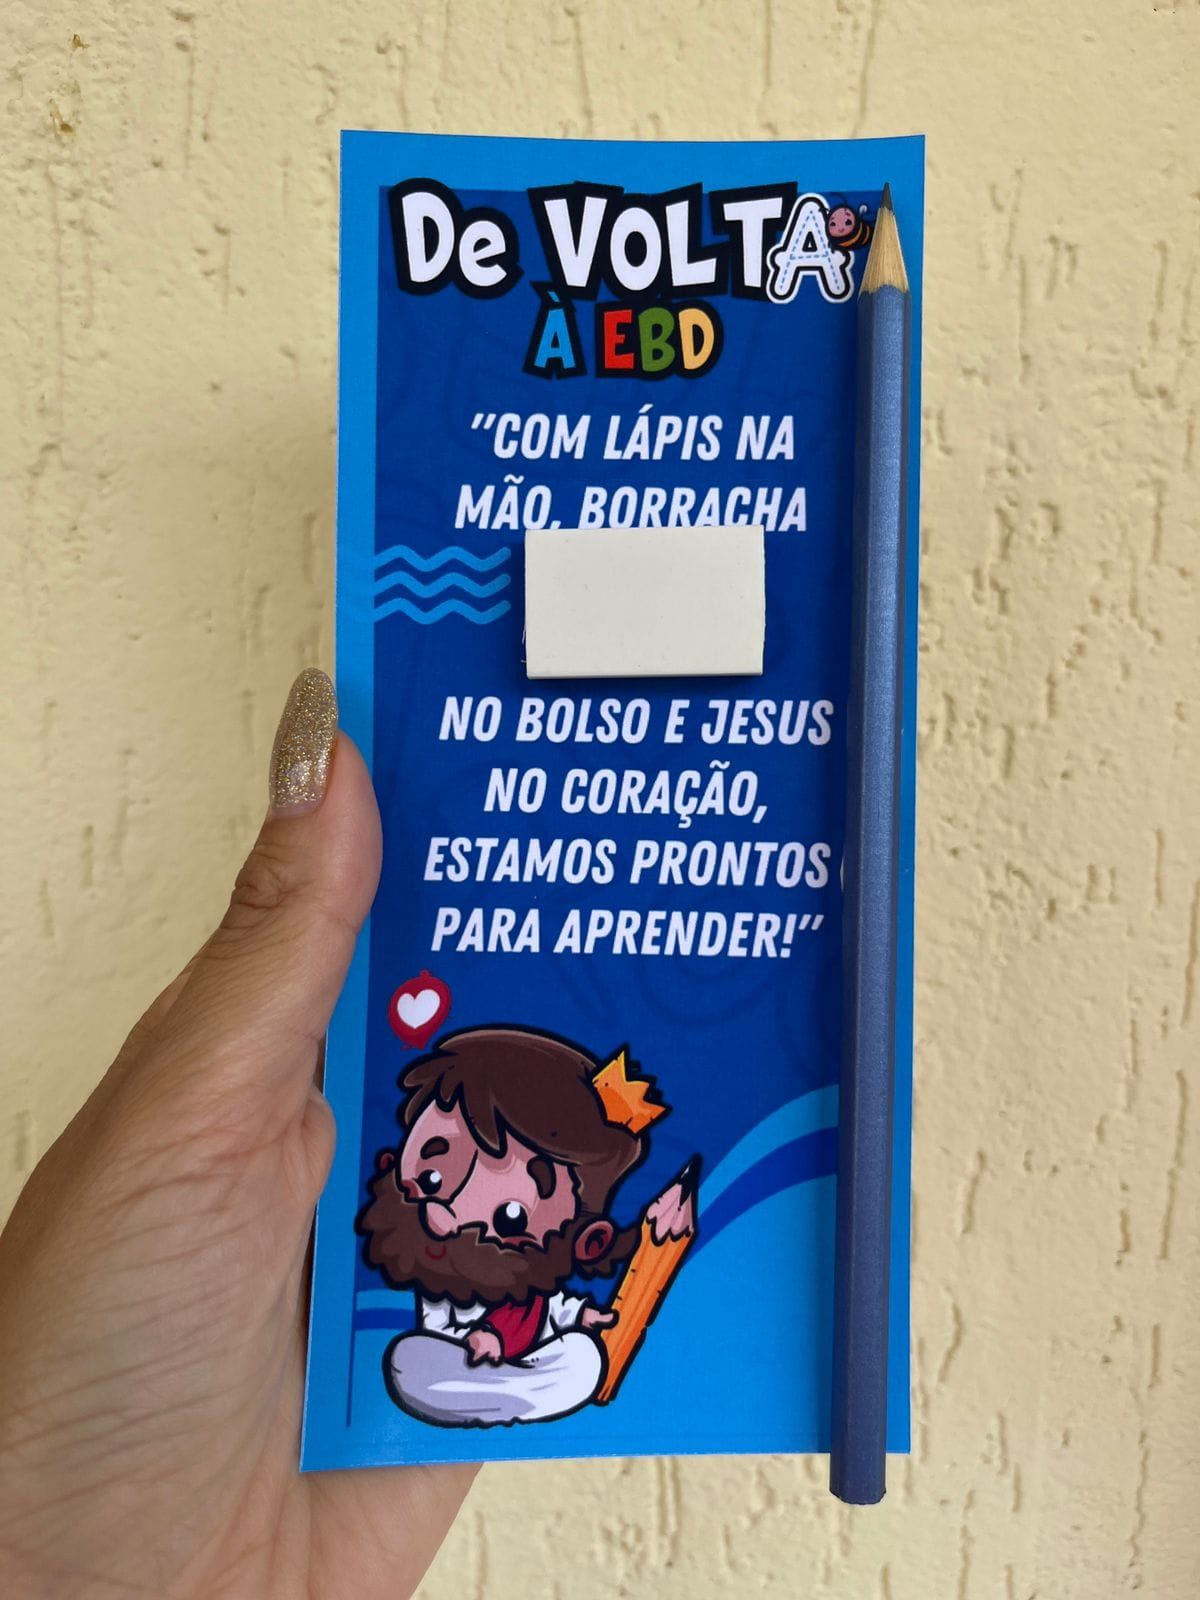 De VOLTA
À EBD
"COM LÁPIS NA
MÃO, BORRACHA
NO BOLSO E JESUS
NO CORAÇÃO,
ESTAMOS PRONTOS
PARA APRENDER!"